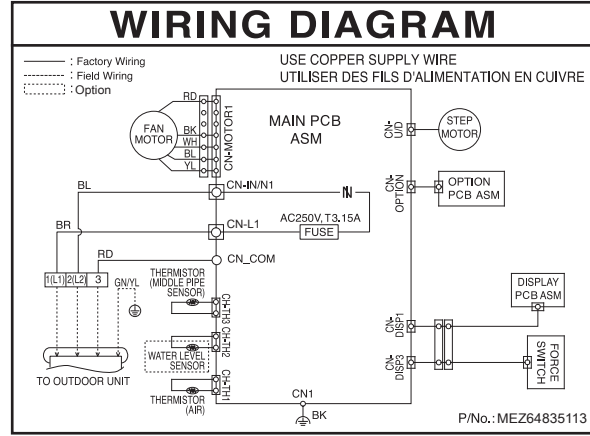 WIRING DIAGRAM
: Factory Wiring
: Field Wiring
: Option
USE COPPER SUPPLY WIRE
UTILISER DES FILS D'ALIMENTATION EN CUIVRE
FAN
MOTOR
RD
BK
WH
BL
YL
CN-MOTOR1
MAIN PCB
ASM
CN-
U/D
STEP
MOTOR
CN-
OPTION
OPTION
PCB ASM
BL
CN-IN/N1
BR
CN-L1
AC250V, T3.15A
FUSE
RD
CN_COM
1(L1)
2(L2)
3
GN/YL
TO OUTDOOR UNIT
THERMISTOR
(MIDDLE PIPE
SENSOR)
CH-TH3
WATER LEVEL
SENSOR
CH-TH2
THERMISTOR
(AIR)
CH-TH1
CN1
BK
CN-
DISP1
CN-
DISP3
DISPLAY
PCB ASM
FORCE
SWITCH
P/No.: MEZ64835113